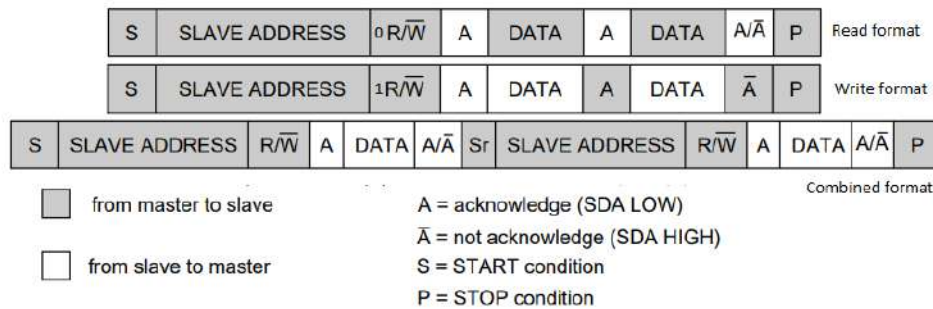 S SLAVE ADDRESS 0 R/W̅ A DATA A DATA A/A̅ P Read format
S SLAVE ADDRESS 1 R/W̅ A DATA A DATA A̅ P Write format
S SLAVE ADDRESS R/W̅ A DATA A/A̅ Sr SLAVE ADDRESS R/W̅ A DATA A/A̅ P
Combined format
from master to slave
A = acknowledge (SDA LOW)
A̅ = not acknowledge (SDA HIGH)
from slave to master
S = START condition
P = STOP condition